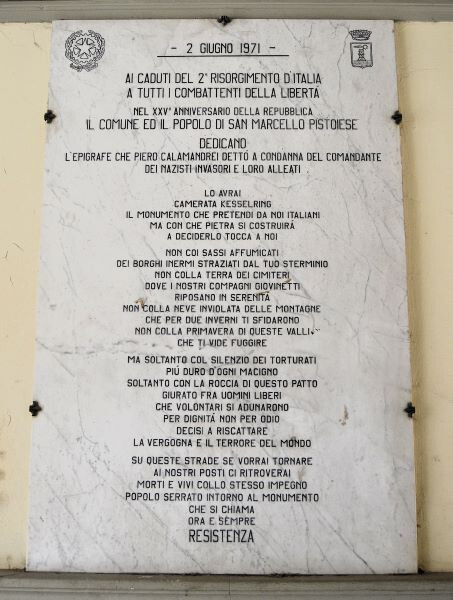 - 2 GIUGNO 1971 -
AI CADUTI DEL 2° RISORGIMENTO D'ITALIA
A TUTTI I COMBATTENTI DELLA LIBERTÁ
NEL XXV° ANNIVERSARIO DELLA REPUBBLICA
IL COMUNE ED IL POPOLO DI SAN MARCELLO PISTOIESE
DEDICANO
L'EPIGRAFE CHE PIERO CALAMANDREI DETTÓ A CONDANNA DEL COMANDANTE
DEI NAZISTI INVASORI E LORO ALLEATI
LO AVRAI
CAMERATA KESSELRING
IL MONUMENTO CHE PRETENDI DA NOI ITALIANI
MA CON CHE PIETRA SI COSTRUIRÁ
A DECIDERLO TOCCA A NOI
NON COI SASSI AFFUMICATI
DEI BORGHI INERMI STRAZIATI DAL TUO STERMINIO
NON COLLA TERRA DEI CIMITERI
DOVE I NOSTRI COMPAGNI GIOVINETTI
RIPOSANO IN SERENITÁ
NON COLLA NEVE INVIOLATA DELLE MONTAGNE
CHE PER DUE INVERNI TI SFIDARONO
NON COLLA PRIMAVERA DI QUESTE VALLI
CHE TI VIDE FUGGIRE
MA SOLTANTO COL SILENZIO DEI TORTURATI
PIÚ DURO D'OGNI MACIGNO
SOLTANTO CON LA ROCCIA DI QUESTO PATTO
GIURATO FRA UOMINI LIBERI
CHE VOLONTARI SI ADUNARONO
PER DIGNITÁ NON PER ODIO
DECISI A RISCATTARE
LA VERGOGNA E IL TERRORE DEL MONDO
SU QUESTE STRADE SE VORRAI TORNARE
AI NOSTRI POSTI CI RITROVERAI
MORTI E VIVI COLLO STESSO IMPEGNO
POPOLO SERRATO INTORNO AL MONUMENTO
CHE SI CHIAMA
ORA E SEMPRE
RESISTENZA